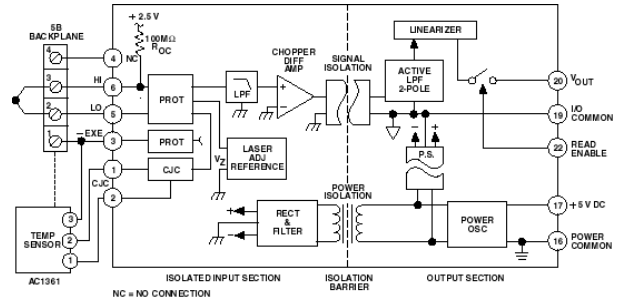 5B
BACKPLANE
+ 2.5 V
100MΩ
ROC
4
4
NC
3
6
HI
2
5
LO
1
3
–EXE
1
CJC
2
PROT
PROT
CJC
VZ
LPF
CHOPPER
DIFF
AMP
+
–
LASER
ADJ
REFERENCE
SIGNAL
ISOLATION
LINEARIZER
ACTIVE
LPF
2-POLE
20
VOUT
19
I/O
COMMON
22
READ
ENABLE
– +
P.S.
POWER
ISOLATION
+
–
RECT
&
FILTER
POWER
OSC
17
+5V DC
16
POWER
COMMON
TEMP
SENSOR
3
2
1
AC1361
ISOLATED INPUT SECTION
ISOLATION
BARRIER
OUTPUT SECTION
NC = NO CONNECTION